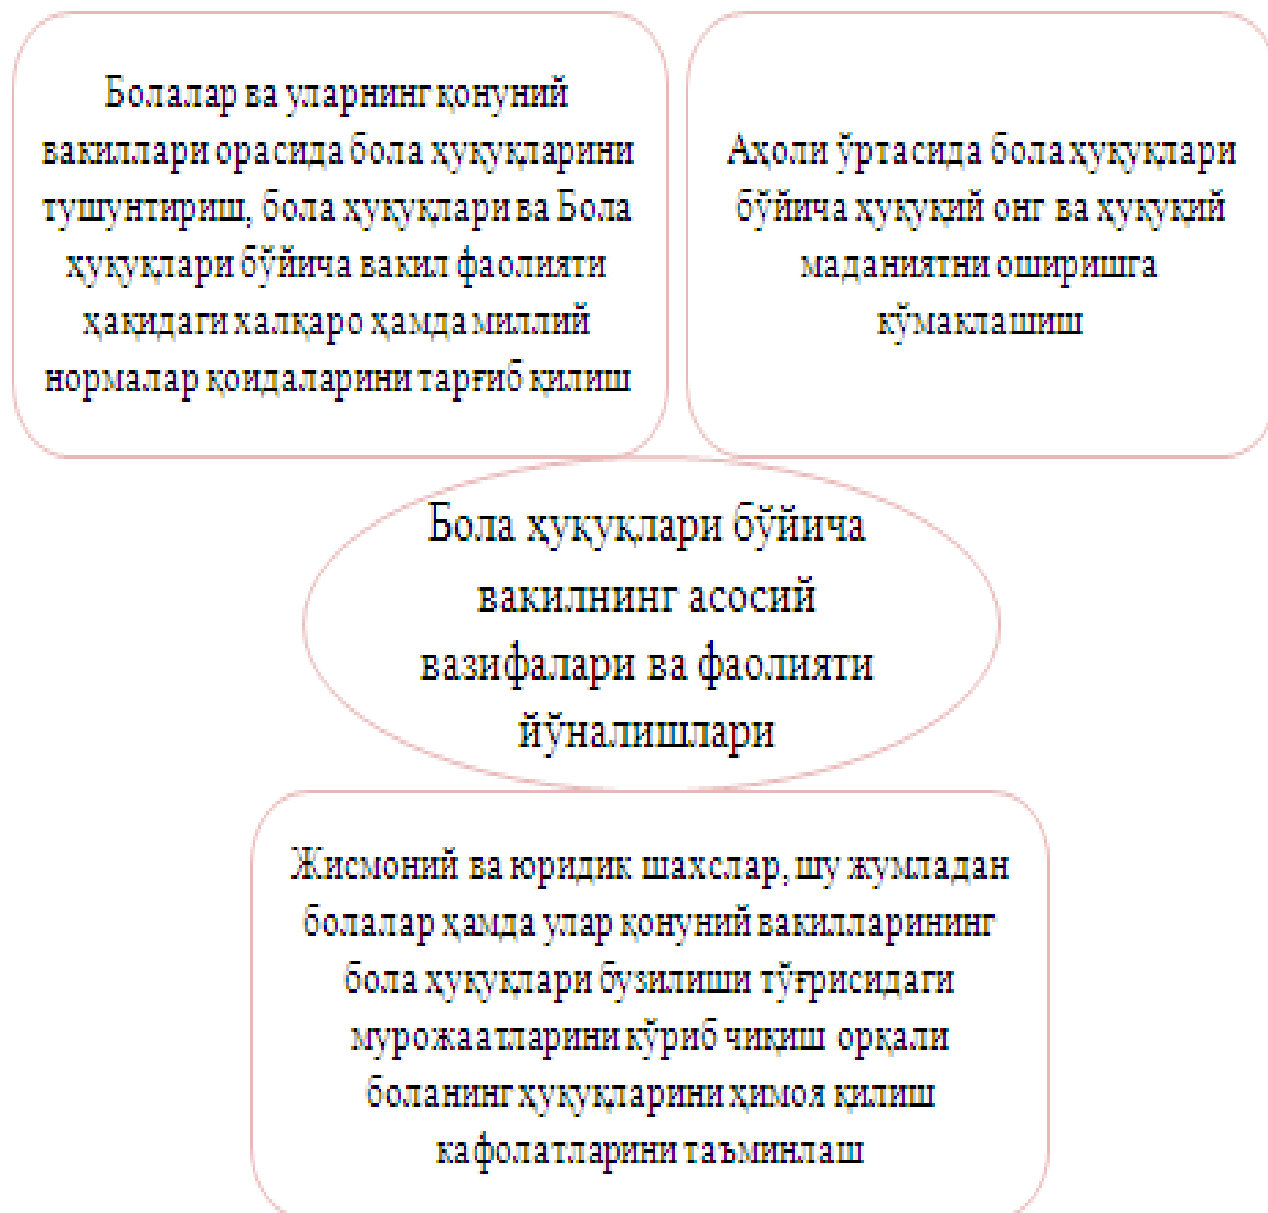 Болалар ва уларнинг қонуний
вакиллари орасида бола ҳуқуқларини
тушунтириш, бола ҳуқуқлари ва Бола
ҳуқуқлари бўйича вакил фаолияти
ҳақидаги халқаро ҳамда миллий
нормалар қоидаларини тарғиб қилиш
Аҳоли ўртасида бола ҳуқуқлари
бўйича ҳуқуқий онг ва ҳуқуқий
маданиятни оширишга
кўмаклашиш
Бола ҳуқуқлари бўйича
вакилнинг асосий
вазифалари ва фаолияти
йўналишлари
Жисмоний ва юридик шахслар, шу жумладан
болалар ҳамда улар қонуний вакилларининг
бола ҳуқуқлари бузилиши тўғрисидаги
мурожаатларини кўриб чиқиш орқали
боланинг ҳуқуқларини ҳимоя қилиш
кафолатларини таъминлаш